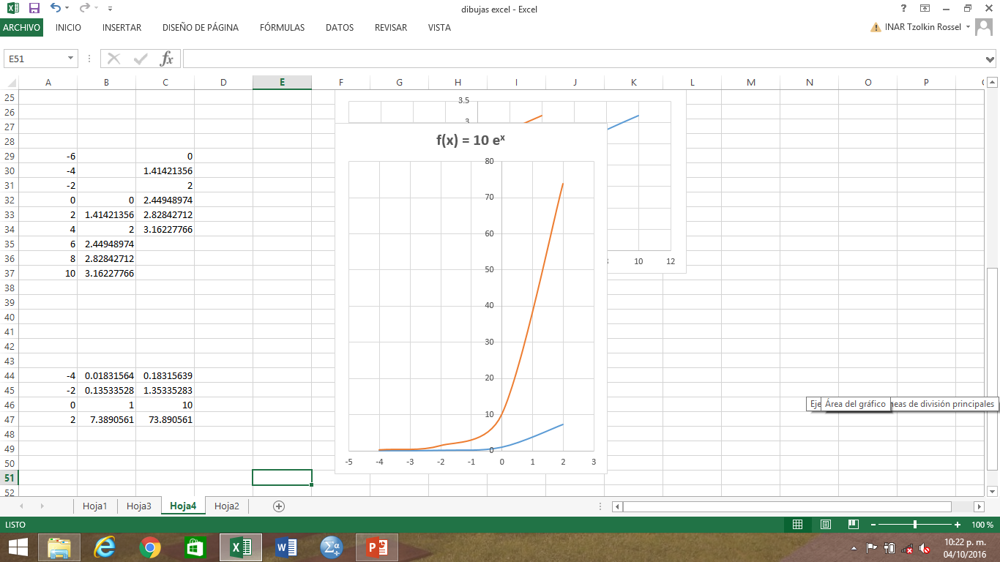 dibujas excel - Excel
?
ARCHIVO INICIO INSERTAR DISEÑO DE PÁGINA FÓRMULAS DATOS REVISAR VISTA INAR Tzolkin Rossel
E51 fx
A B C D E F G H I J K L M N O P
25 3.5
26
27 3
28 f(x) = 10 eˣ
29 -6 0
30 -4 1.41421356 80
31 -2 2
32 0 0 2.44948974 70
33 2 1.41421356 2.82842712
34 4 2 3.16227766 60
35 6 2.44948974
36 8 2.82842712 10 12
37 10 3.16227766 50
38
39
40 40
41
42 30
43
44 -4 0.01831564 0.18315639 20
45 -2 0.13533528 1.35335283
46 0 1 10 Eje Área del gráfico neas de división principales
47 2 7.3890561 73.890561 10
48
49 0
50 -5 -4 -3 -2 -1 0 1 2 3
51
52
Hoja1 Hoja3 Hoja4 Hoja2
LISTO 100 %
10:22 p. m.
04/10/2016